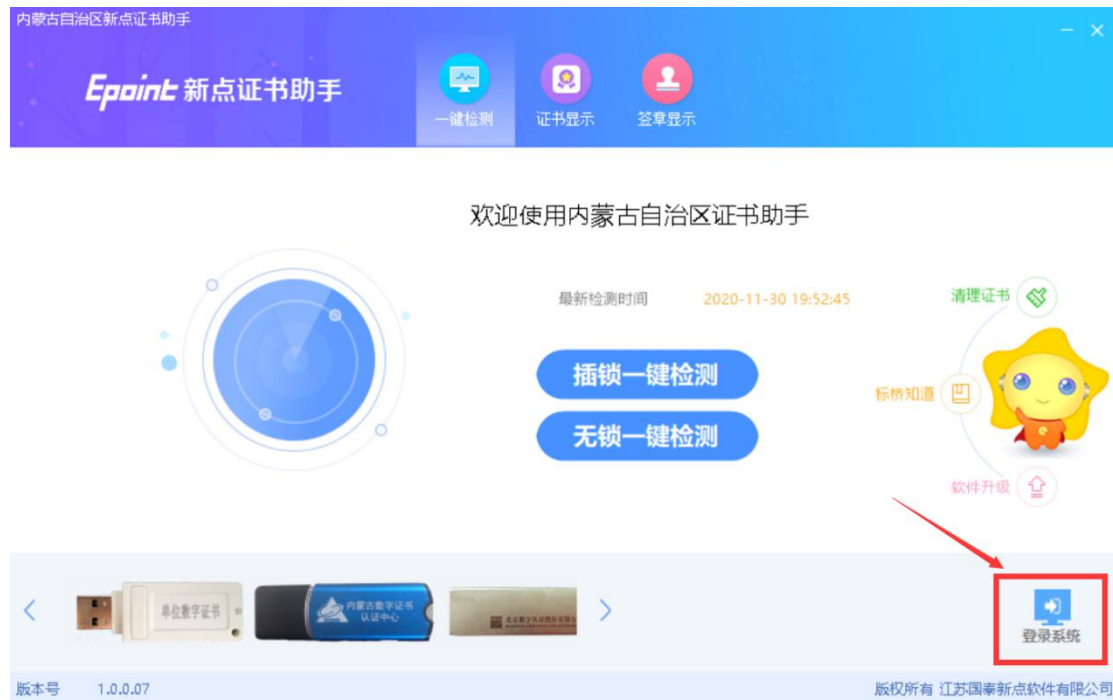 内蒙古自治区新点证书助手
Epoint 新点证书助手
一键检测
证书显示
签章显示
欢迎使用内蒙古自治区证书助手
最新检测时间 2020-11-30 19:52:45
清理证书
插锁一键检测
标桥知道
无锁一键检测
软件升级
单位数字证书
内蒙古数字证书
认证中心
登录系统
版本号 1.0.0.07
版权所有 江苏国泰新点软件有限公司